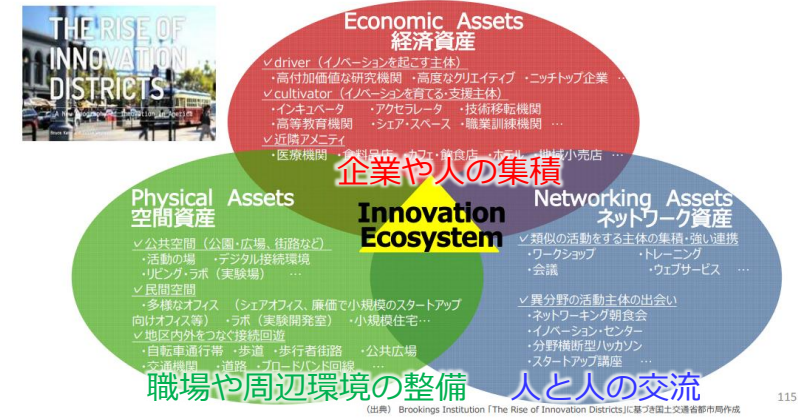 THE RISE OF
INNOVATION
DISTRICTS
Economic Assets
経済資産
✓driver（イノベーションを起こす主体）
・高付加価値な研究機関 ・高度なクリエイティブ ・ニッチトップ企業 …
✓cultivator（イノベーションを育てる・支援主体）
・インキュベータ ・アクセラレータ ・技術移転機関
・高等教育機関 ・シェア・スペース ・職業訓練機関 …
✓近隣アメニティ
・医療機関 ・食料品店 ・カフェ・飲食店 ・ホテル ・地域小売店 …
企業や人の集積
Physical Assets
空間資産
✓公共空間（公園・広場、街路など）
・活動の場 ・デジタル接続環境
・リビング・ラボ（実験場） …
✓民間空間
・多様なオフィス （シェアオフィス、廉価で小規模のスタートアップ
向けオフィス等） ・ラボ（実験開発室） ・小規模住宅…
✓地区内外をつなぐ接続回遊
・自転車通行帯 ・歩道 ・歩行者街路 ・公共広場
・交通機関 ・道路 ・ブロードバンド回線 …
職場や周辺環境の整備
Innovation
Ecosystem
Networking Assets
ネットワーク資産
✓類似の活動をする主体の集積・強い連携
・ワークショップ ・トレーニング
・会議 ・ウェブサービス …
✓異分野の活動主体の出会い
・ネットワーキング朝食会
・イノベーション・センター
・分野横断型ハッカソン
・スタートアップ講座 …
人と人の交流
（出典） Brookings Institution「The Rise of Innovation Districts」に基づき国土交通省都市局作成
115